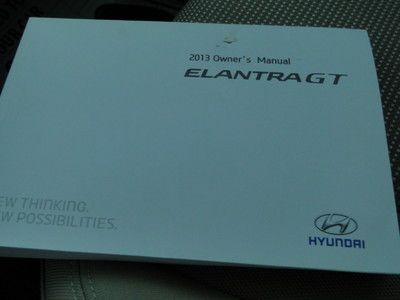 2013 Owner's Manual
ELANTRA GT
EW THINKING.
W POSSIBILITIES.
HYUNDAI